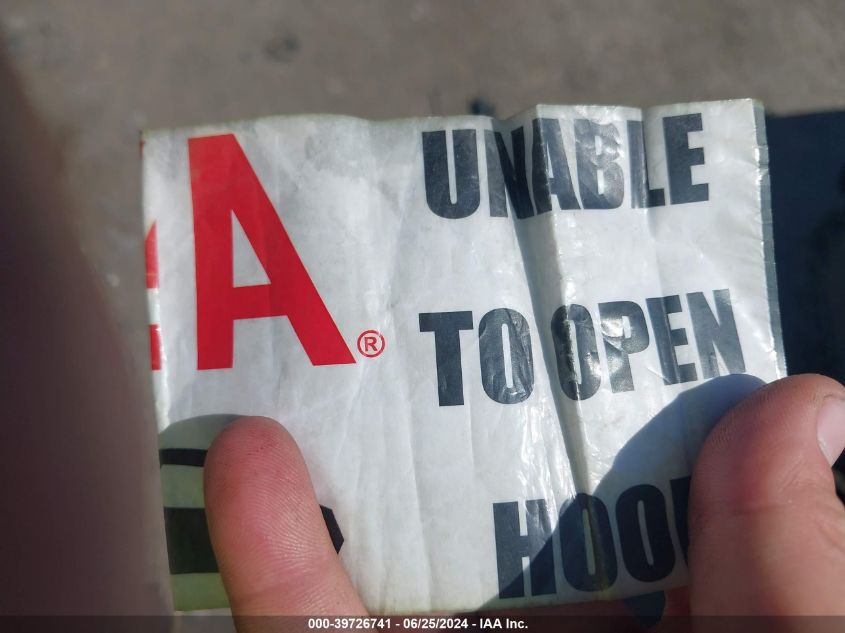 A®
UNABLE
TO OPEN
HOO
000-39726741 - 06/25/2024 - IAA Inc.